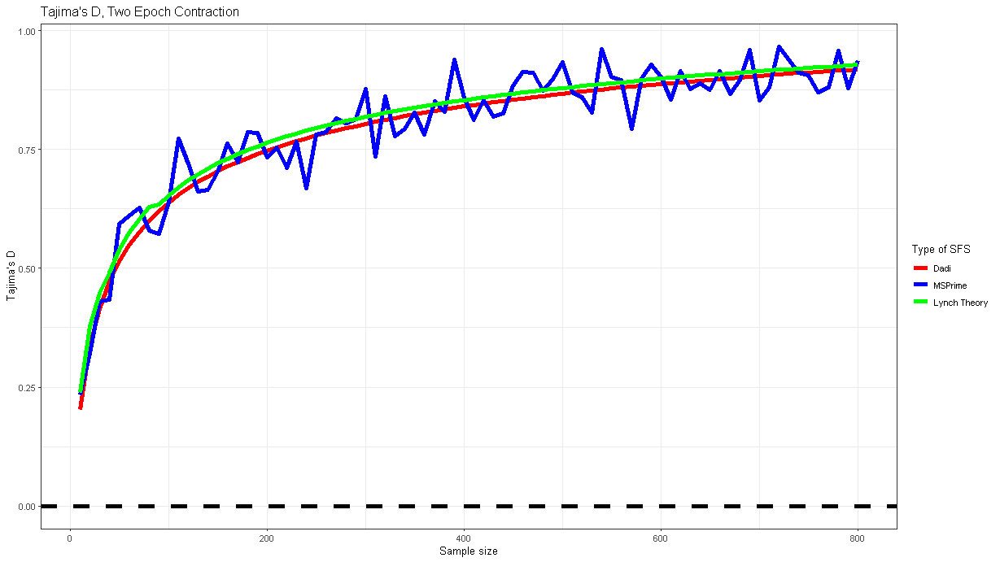 Tajima's D, Two Epoch Contraction
1.00
0.75
0.50
0.25
0.00
Tajima's D
0
200
400
600
800
Sample size
Type of SFS
Dadi
MSPrime
Lynch Theory